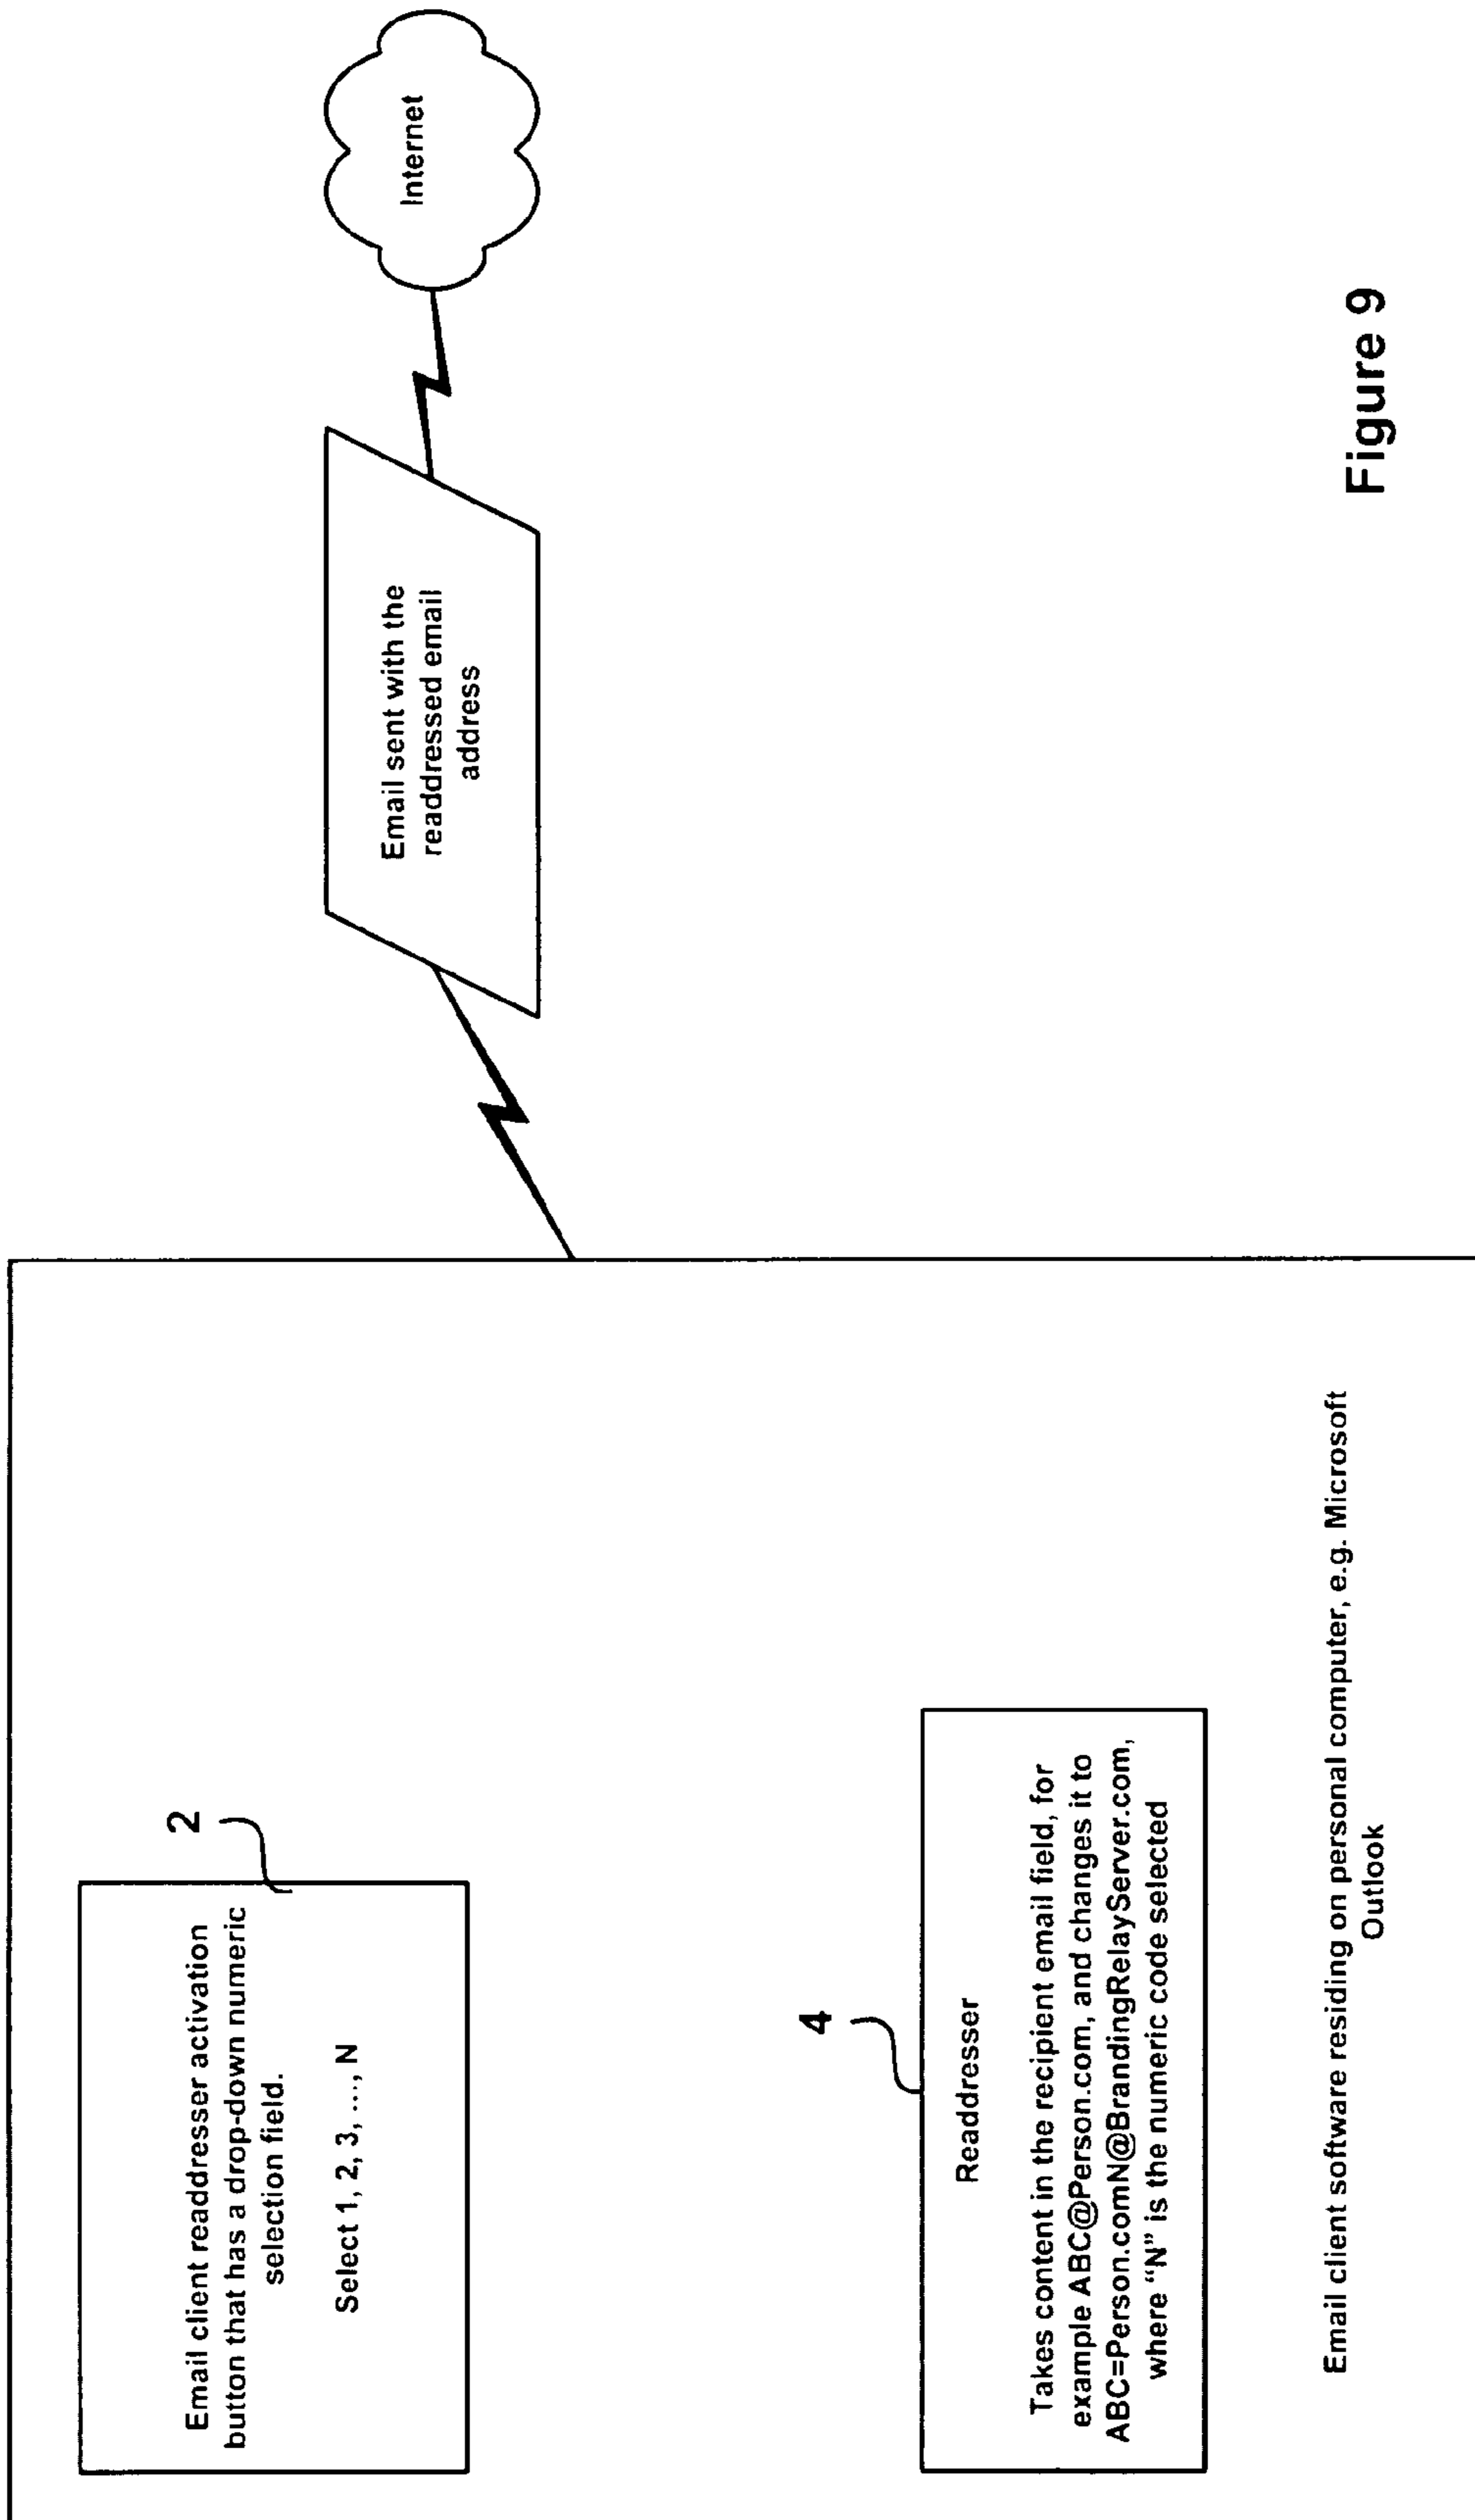 Email client readdresser activation
button that has a drop-down numeric
selection field.
Select 1, 2, 3, ..., N
2
4
Readdresser
Takes content in the recipient email field, for
example ABC@Person.com, and changes it to
ABC=Person.comN@BrandingRelayServer.com,
where “N” is the numeric code selected
Email client software residing on personal computer, e.g. Microsoft
Outlook
Email sent with the
readdressed email
address
Internet
Figure 9